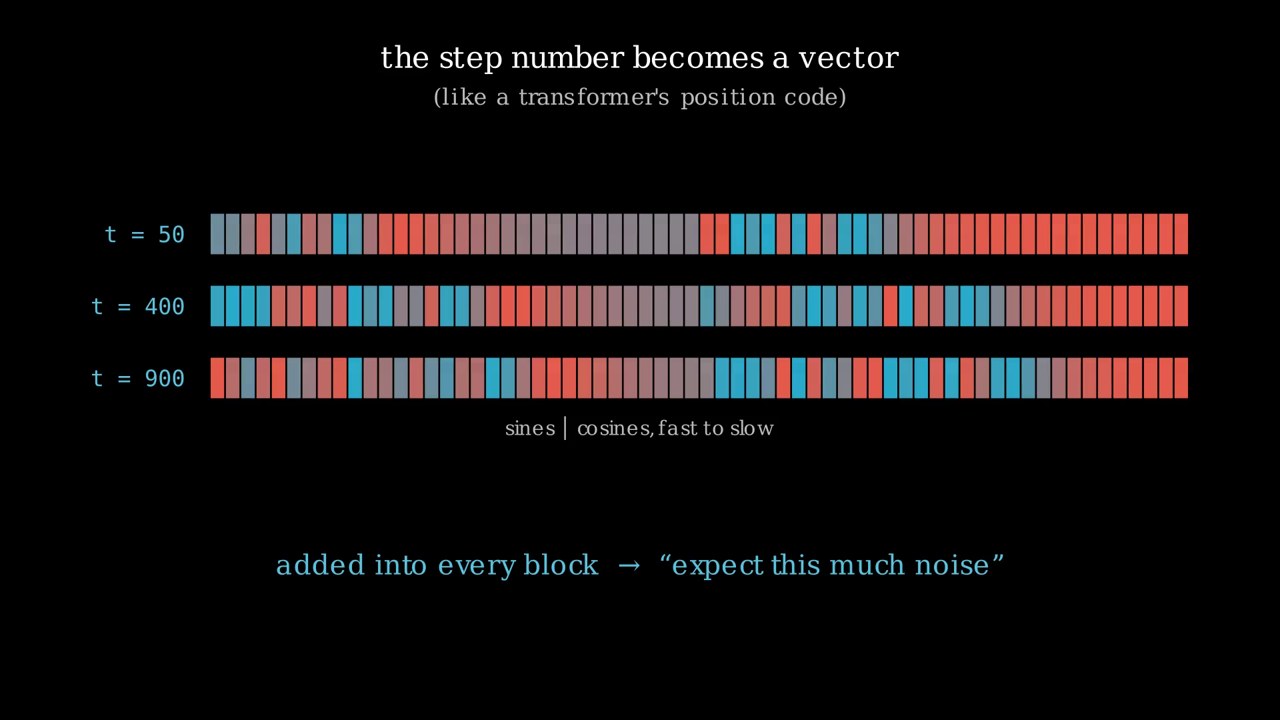 the step number becomes a vector
(like a transformer's position code)
t = 50
t = 400
t = 900
sines | cosines, fast to slow
added into every block → “expect this much noise”